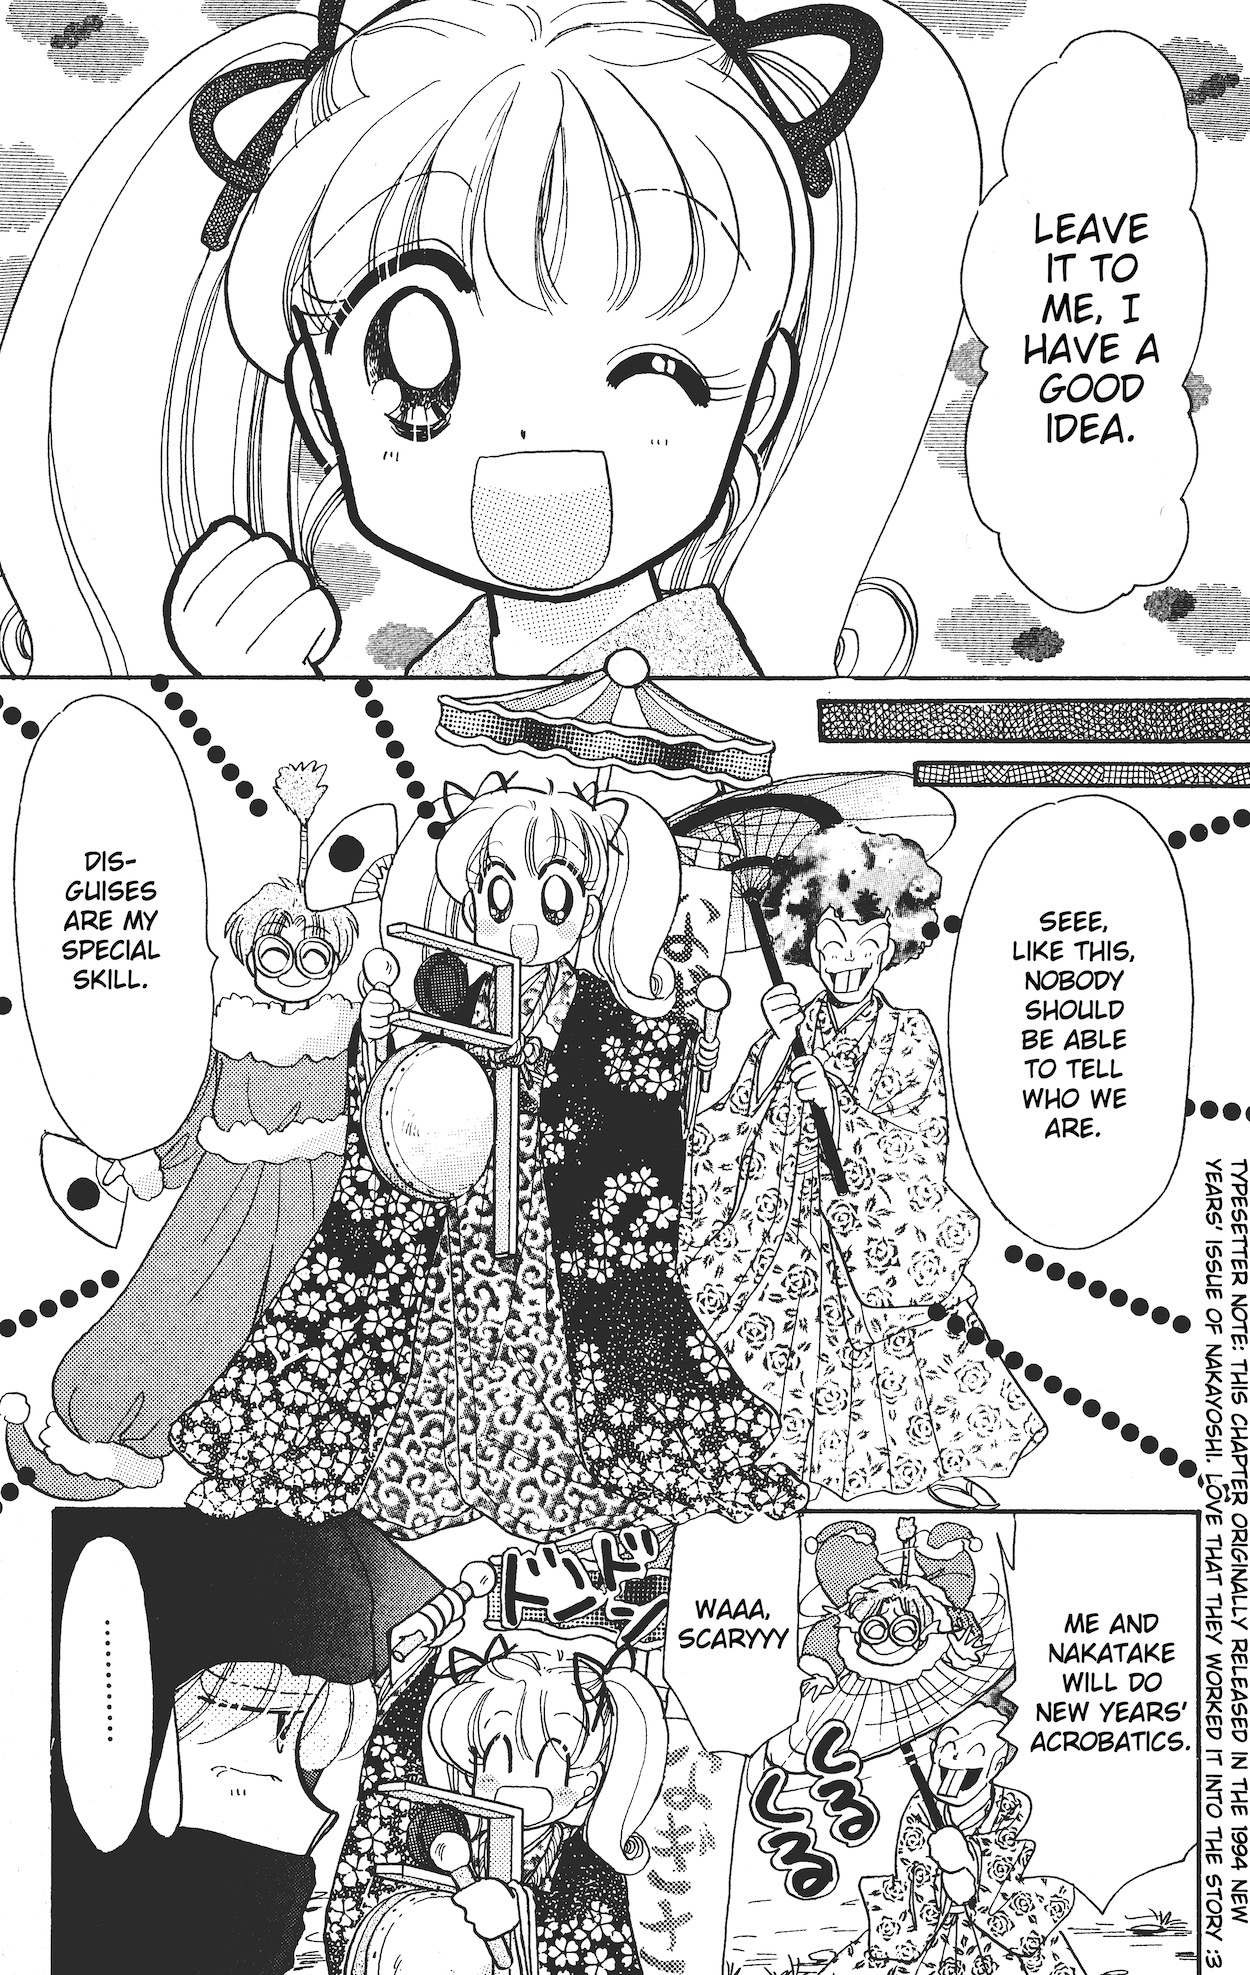 LEAVE
IT TO
ME, I
HAVE A
GOOD
IDEA.
SEEE,
LIKE THIS,
NOBODY
SHOULD
BE ABLE
TO TELL
WHO WE
ARE.
DIS-
GUISES
ARE MY
SPECIAL
SKILL.
ME AND
NAKATAKE
WILL DO
NEW YEARS'
ACROBATICS.
しるしる
WAAA,
SCARYYY
ドンドン
.........
TYPESETTER NOTE: THIS CHAPTER ORIGINALLY RELEASED IN THE 1994 NEW
YEARS' ISSUE OF NAKAYOSHI. LOVE THAT THEY WORKED IT INTO THE STORY :3